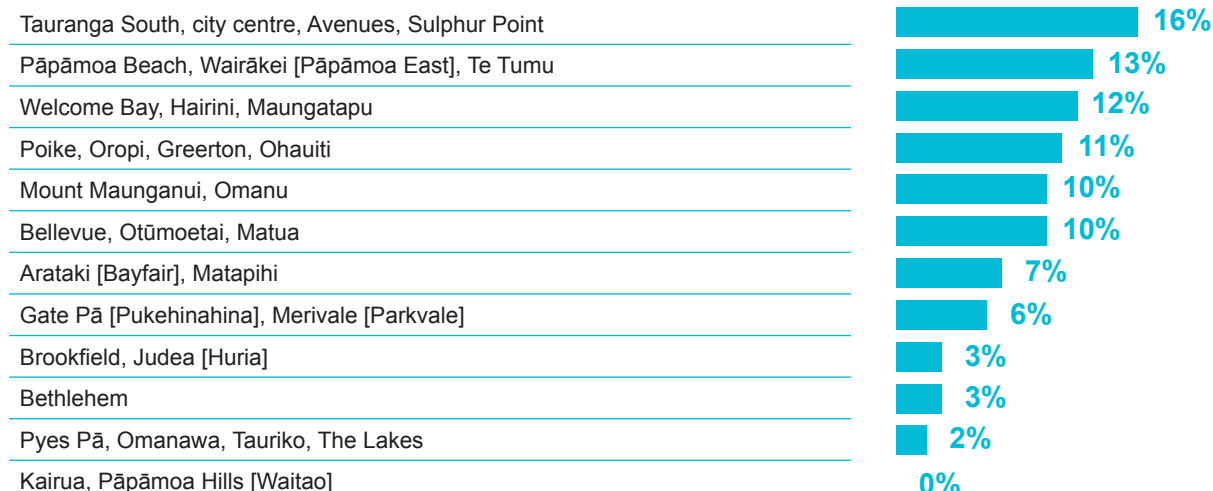 Tauranga South, city centre, Avenues, Sulphur Point 16%
Pāpāmoa Beach, Wairākei [Pāpāmoa East], Te Tumu 13%
Welcome Bay, Hairini, Maungatapu 12%
Poike, Oropi, Greerton, Ohauiti 11%
Mount Maunganui, Omanu 10%
Bellevue, Otūmoetai, Matua 10%
Arataki [Bayfair], Matapihi 7%
Gate Pā [Pukehinahina], Merivale [Parkvale] 6%
Brookfield, Judea [Huria] 3%
Bethlehem 3%
Pyes Pā, Omanawa, Tauriko, The Lakes 2%
Kairua, Pāpāmoa Hills [Waitao] 0%